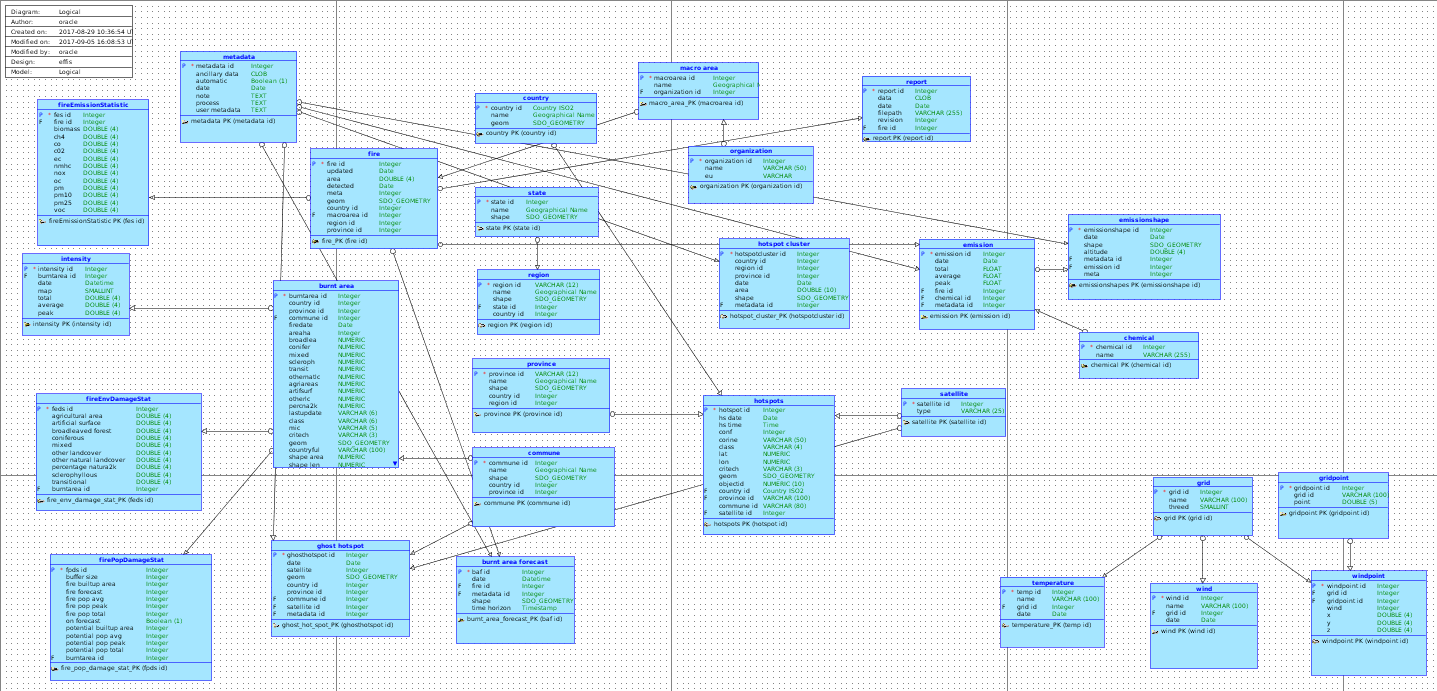 Diagram: Logical
Author: oracle
Created on: 2017-08-29 10:36:54 U
Modified on: 2017-09-05 16:08:53 U
Modified by: oracle
Design: effis
Model: Logical
metadata
P * metadata id Integer
ancillary data CLOB
automatic Boolean (1)
date Date
note TEXT
process TEXT
user metadata TEXT
metadata PK (metadata id)
macro area
P * macroarea id Integer
name Geographical
F organization id Integer
macro_area_PK (macroarea id)
report
P * report id Integer
data CLOB
date Date
filepath VARCHAR (255)
revision Integer
F fire id Integer
report PK (report id)
fireEmissionStatistic
P * fes id Integer
F fire id Integer
biomass DOUBLE (4)
ch4 DOUBLE (4)
co DOUBLE (4)
c02 DOUBLE (4)
ec DOUBLE (4)
nmhc DOUBLE (4)
nox DOUBLE (4)
oc DOUBLE (4)
pm DOUBLE (4)
pm10 DOUBLE (4)
pm25 DOUBLE (4)
voc DOUBLE (4)
fireEmissionStatistic PK (fes id)
country
P * country id Country ISO2
name Geographical Name
geom SDO_GEOMETRY
country PK (country id)
fire
P * fire id Integer
updated Date
area DOUBLE (4)
detected Date
meta Integer
geom SDO_GEOMETRY
country id Integer
F macroarea id Integer
region id Integer
province id Integer
fire_PK (fire id)
organization
P * organization id Integer
name VARCHAR (50)
eu VARCHAR
organization PK (organization id)
state
P * state id Integer
name Geographical Name
shape SDO_GEOMETRY
state PK (state id)
emissionshape
P * emissionshape id Integer
date Date
shape SDO_GEOMETRY
altitude DOUBLE (4)
F metadata id Integer
F emission id Integer
meta Integer
emissionshapes PK (emissionshape id)
hotspot cluster
P * hotspotcluster id Integer
country id Integer
region id Integer
province id Integer
date Date
area DOUBLE (10)
shape SDO_GEOMETRY
F metadata id Integer
hotspot_cluster_PK (hotspotcluster id)
emission
P * emission id Integer
date Date
total FLOAT
average FLOAT
peak FLOAT
F fire id Integer
F chemical id Integer
F metadata id Integer
emission PK (emission id)
intensity
P * intensity id Integer
F burntarea id Integer
date Datetime
map SMALLINT
total DOUBLE (4)
average DOUBLE (4)
peak DOUBLE (4)
intensity PK (intensity id)
region
P * region id VARCHAR (12)
name Geographical Name
shape SDO_GEOMETRY
F state id Integer
country id Integer
region PK (region id)
burnt area
P * burntarea id Integer
country id Integer
province id Integer
F commune id Integer
firedate Date
areaha Integer
broadlea NUMERIC
conifer NUMERIC
mixed NUMERIC
scleroph NUMERIC
transit NUMERIC
othernatlc NUMERIC
agriareas NUMERIC
artifsurf NUMERIC
otherlc NUMERIC
percna2k NUMERIC
lastupdate VARCHAR (6)
class VARCHAR (6)
mic VARCHAR (5)
critech VARCHAR (3)
geom SDO_GEOMETRY
countryful VARCHAR (100)
shape area NUMERIC
shape len NUMERIC
chemical
P * chemical id Integer
name VARCHAR (255)
chemical PK (chemical id)
province
P * province id VARCHAR (12)
name Geographical Name
shape SDO_GEOMETRY
country id Integer
region id Integer
province PK (province id)
satellite
P * satellite id Integer
type VARCHAR (25)
satellite PK (satellite id)
fireEnvDamageStat
P * feds id Integer
agricultural area DOUBLE (4)
artificial surface DOUBLE (4)
broadleaved forest DOUBLE (4)
coniferous DOUBLE (4)
mixed DOUBLE (4)
other landcover DOUBLE (4)
other natural landcover DOUBLE (4)
percentage natura2k DOUBLE (4)
sclerophyllous DOUBLE (4)
transitional DOUBLE (4)
F burntarea id Integer
fire_env_damage_stat_PK (feds id)
hotspots
P * hotspot id Integer
hs date Date
hs time Time
conf Integer
corine VARCHAR (50)
class VARCHAR (4)
lat NUMERIC
lon NUMERIC
critech VARCHAR (3)
geom SDO_GEOMETRY
objectid NUMERIC (10)
F country id Country ISO2
F province id VARCHAR (100)
F commune id VARCHAR (80)
F satellite id Integer
hotspots PK (hotspot id)
commune
P * commune id Integer
name Geographical Name
shape SDO_GEOMETRY
country id Integer
province id Integer
commune PK (commune id)
grid
P * grid id Integer
name VARCHAR (100)
threed SMALLINT
grid PK (grid id)
gridpoint
P * gridpoint id Integer
grid id VARCHAR (100
point DOUBLE (5)
gridpoint PK (gridpoint id)
ghost hotspot
P * ghosthotspot id Integer
date Date
satellite Integer
geom SDO_GEOMETRY
country id Integer
province id Integer
F commune id Integer
F satellite id Integer
F metadata id Integer
ghost_hot_spot_PK (ghosthotspot id)
firePopDamageStat
P * fpds id Integer
buffer size Integer
fire builtup area Integer
fire forecast Integer
fire pop avg Integer
fire pop peak Integer
fire pop total Integer
on forecast Boolean (1)
potential builtup area Integer
potential pop avg Integer
potential pop peak Integer
potential pop total Integer
F burntarea id Integer
fire_pop_damage_stat_PK (fpds id)
burnt area forecast
P * baf id Integer
date Datetime
F fire id Integer
F metadata id Integer
shape SDO_GEOMETRY
time horizon Timestamp
burnt_area_forecast_PK (baf id)
temperature
P * temp id Integer
name VARCHAR (100)
F grid id Integer
date Date
temperature_PK (temp id)
wind
P * wind id Integer
name VARCHAR (100)
F grid id Integer
date Date
wind PK (wind id)
windpoint
P * windpoint id Integer
F grid id Integer
F gridpoint id Integer
wind Integer
x DOUBLE (4)
y DOUBLE (4)
z DOUBLE (4)
windpoint PK (windpoint id)